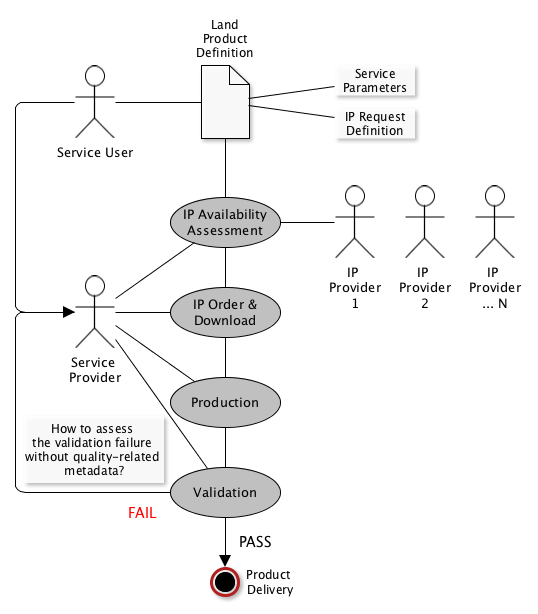 Land
Product
Definition
Service
Parameters
IP Request
Definition
Service User
IP Availability
Assessment
IP
Provider
1
IP
Provider
2
IP
Provider
... N
IP Order &
Download
Service
Provider
Production
How to assess
the validation failure
without quality-related
metadata?
Validation
FAIL
PASS
Product
Delivery